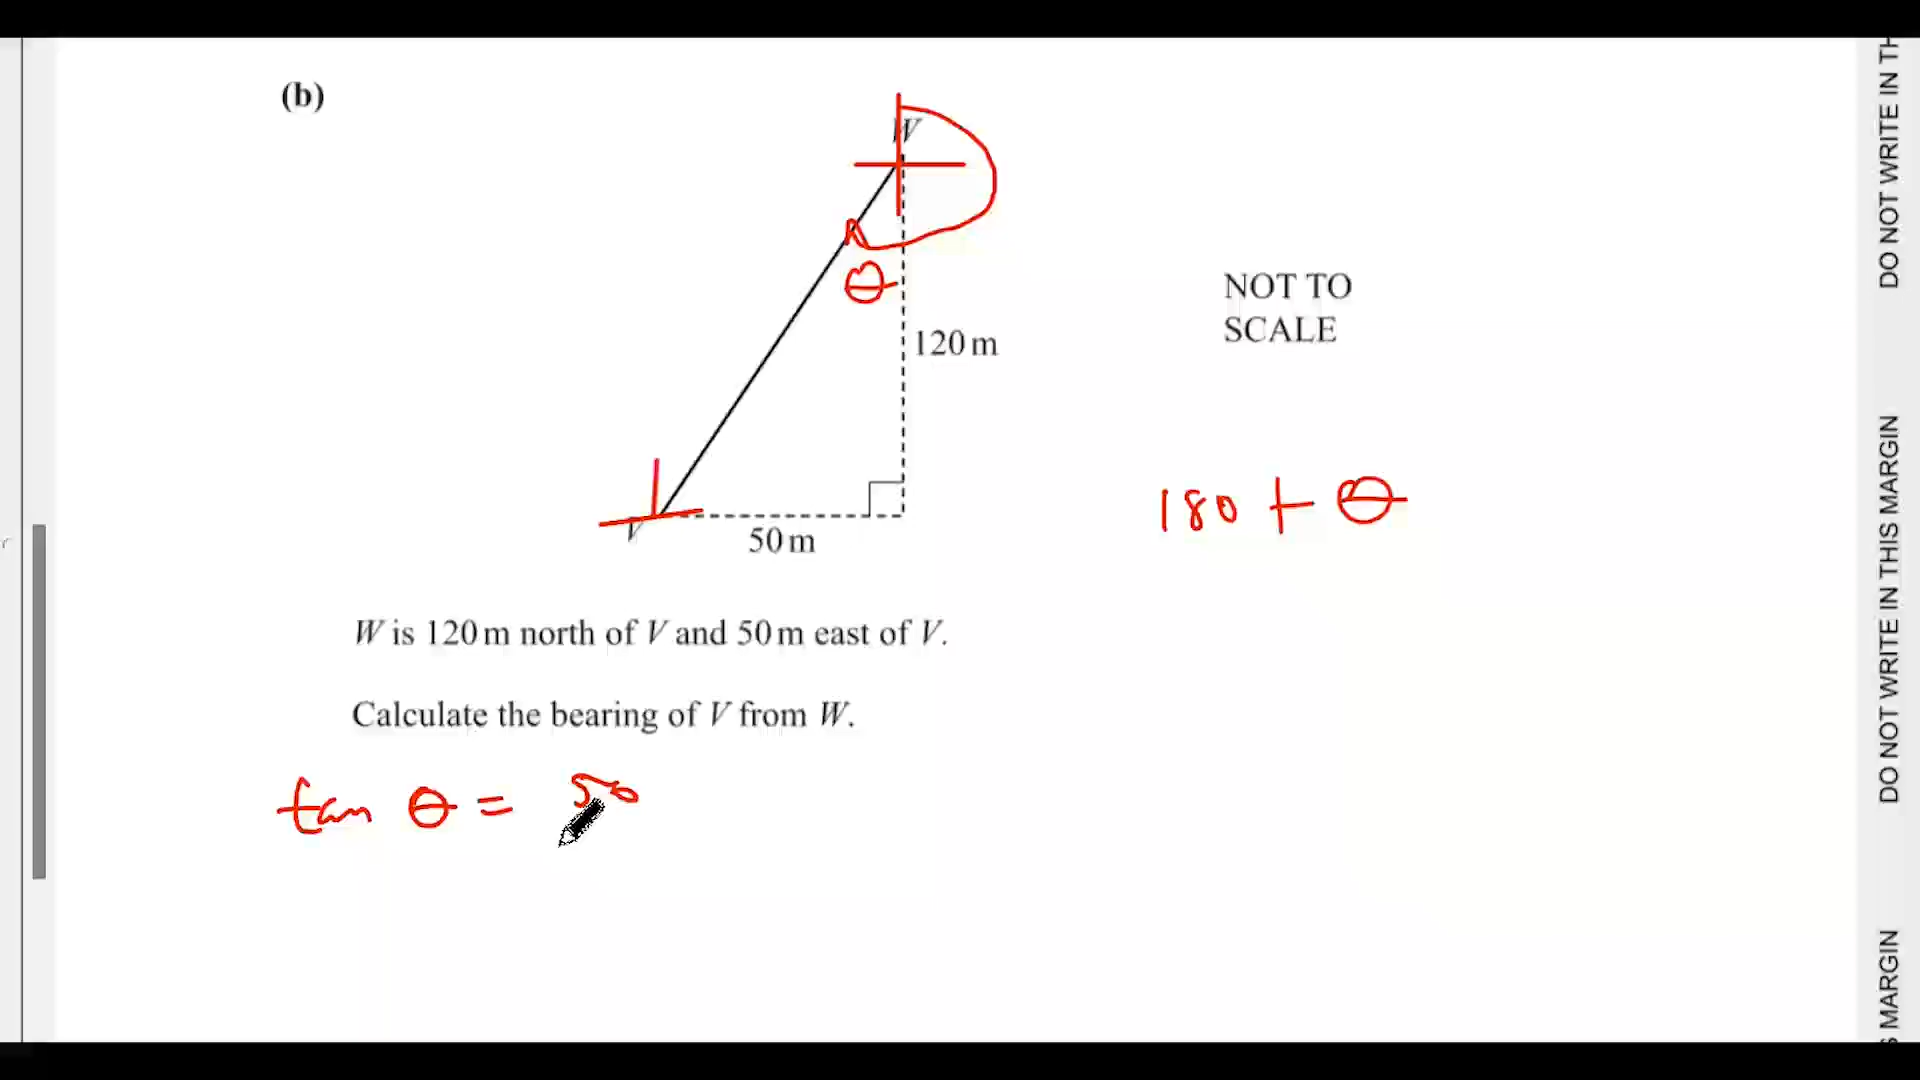 (b)
W
θ
120 m
NOT TO
SCALE
180 + θ
V
50 m
W is 120 m north of V and 50 m east of V.
Calculate the bearing of V from W.
tan θ = 50
DO NOT WRITE IN TH
DO NOT WRITE IN THIS MARGIN
S MARGIN